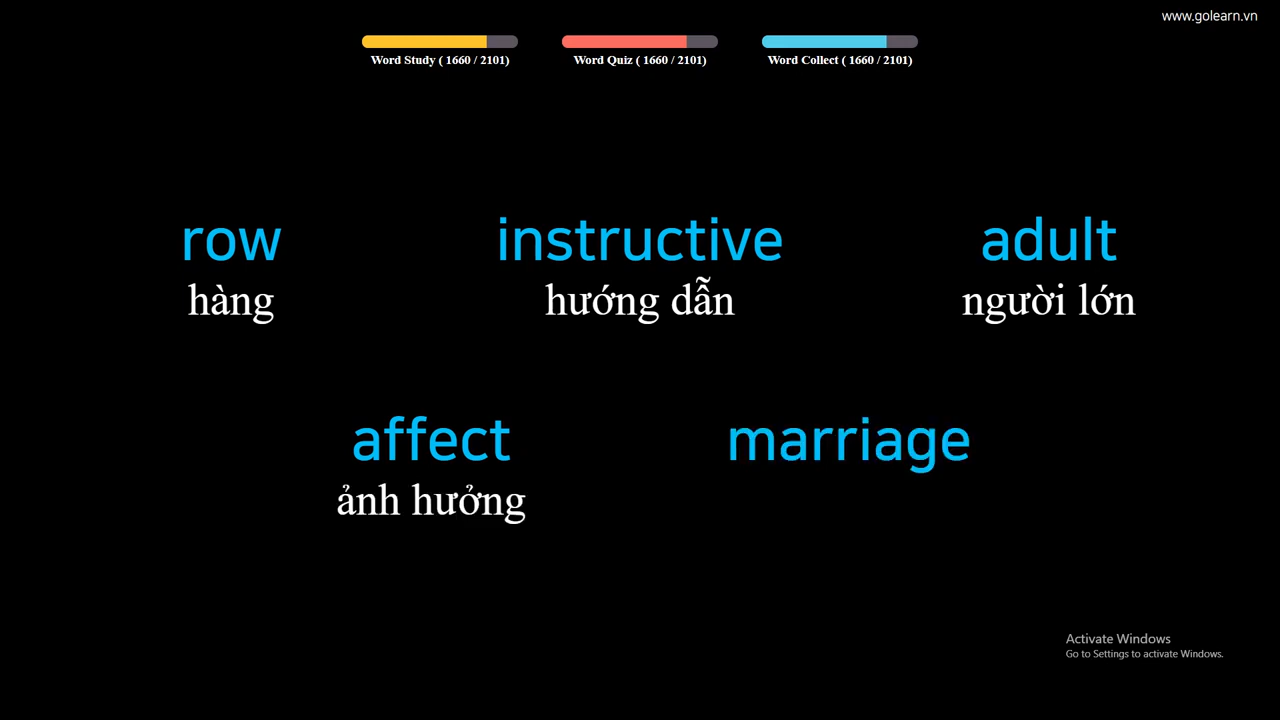 www.golearn.vn
Word Study ( 1660 / 2101) Word Quiz ( 1660 / 2101) Word Collect ( 1660 / 2101)
row instructive adult
hàng hướng dẫn người lớn
affect marriage
ảnh hưởng
Activate Windows
Go to Settings to activate Windows.